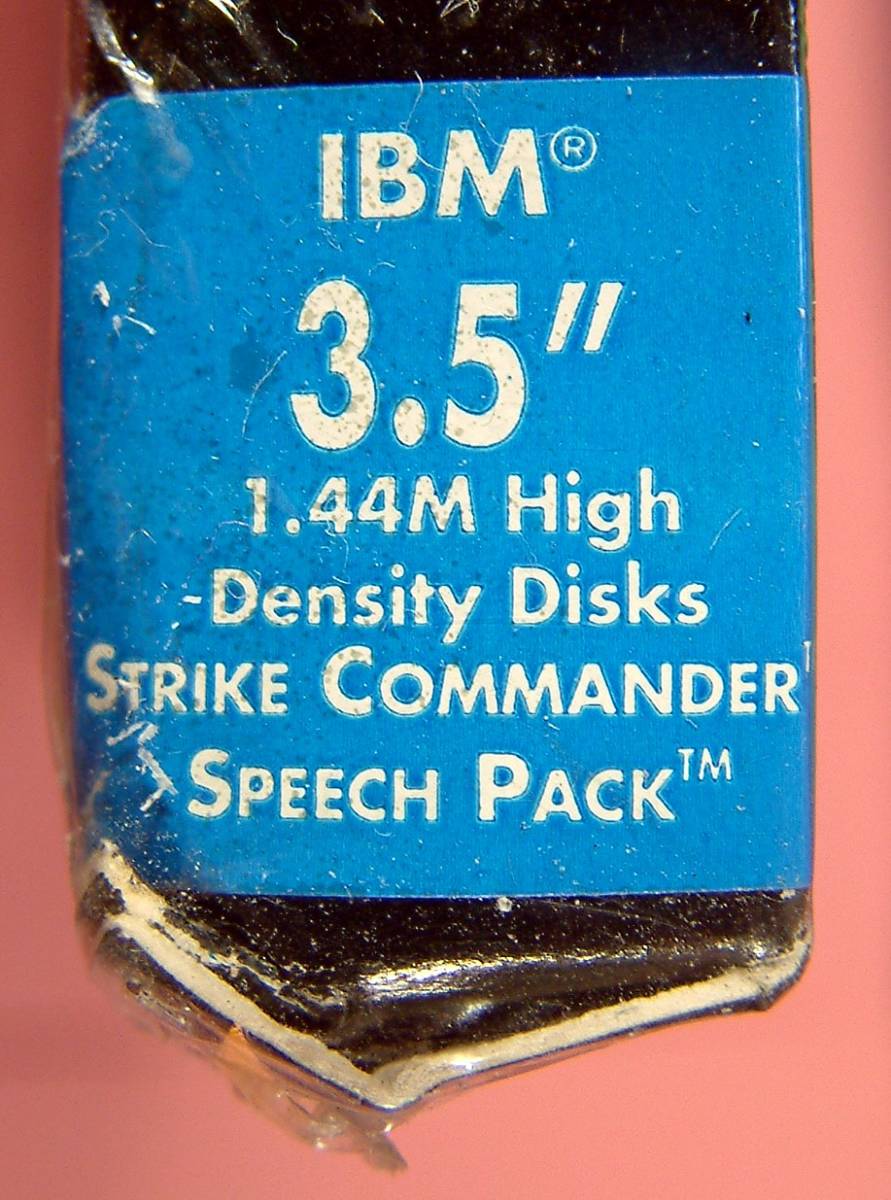 IBM®
3.5"
1.44M High
-Density Disks
STRIKE COMMANDER
SPEECH PACK™